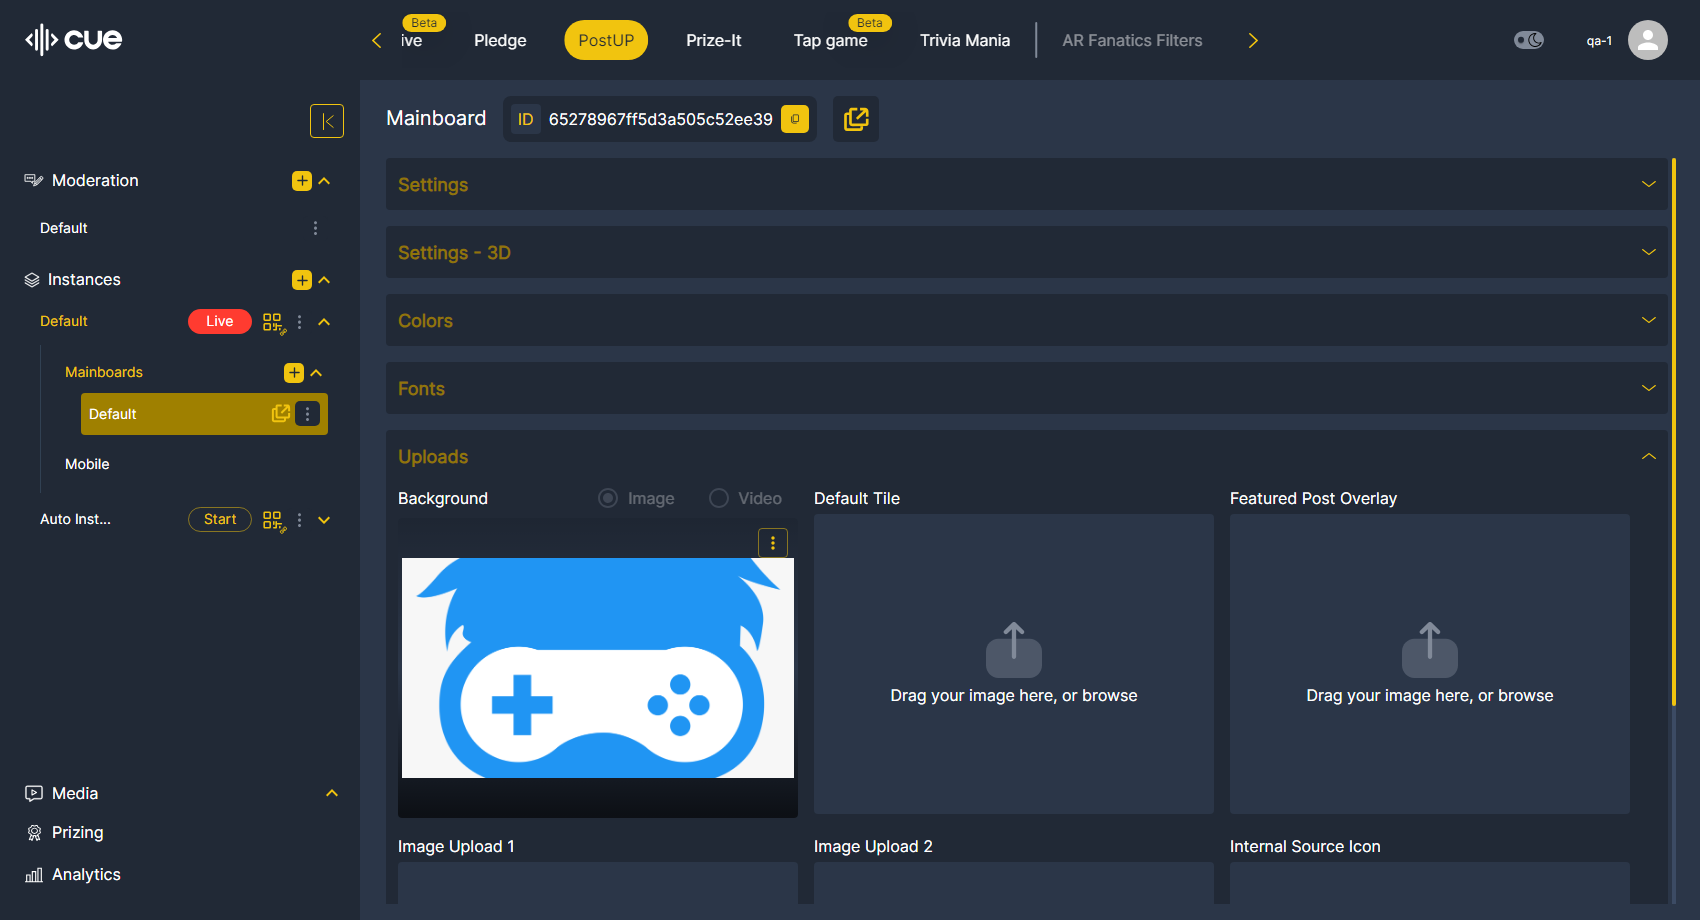 cue
Beta
ive
Pledge
PostUP
Prize-It
Beta
Tap game
Trivia Mania
AR Fanatics Filters
qa-1
Moderation
Default
Instances
Default
Live
Mainboards
Default
Mobile
Auto Inst...
Start
Media
Prizing
Analytics
Mainboard
ID
65278967ff5d3a505c52ee39
Settings
Settings - 3D
Colors
Fonts
Uploads
Background
Image
Video
Default Tile
Featured Post Overlay
Drag your image here, or browse
Drag your image here, or browse
Image Upload 1
Image Upload 2
Internal Source Icon